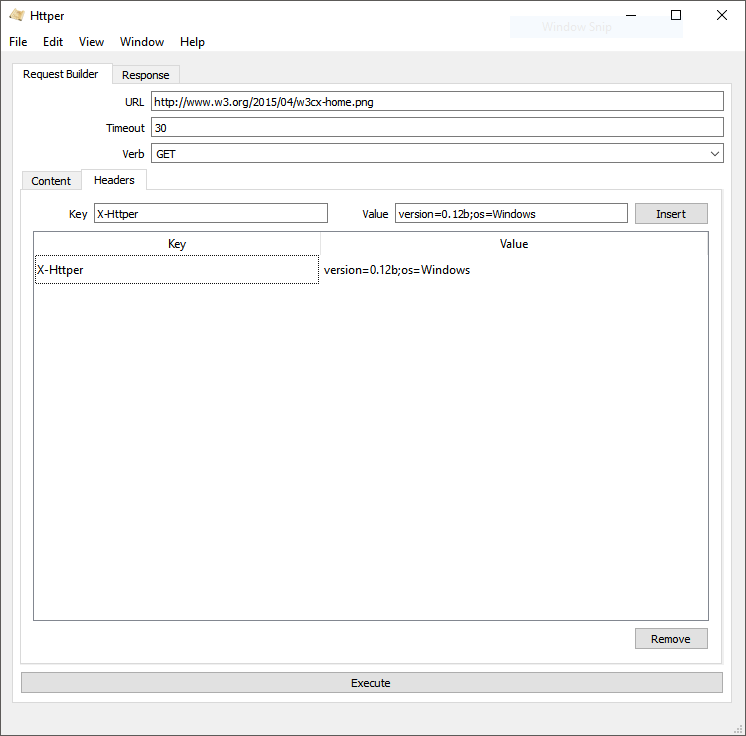 Httper
Window Snip
File Edit View Window Help
Request Builder Response
URL http://www.w3.org/2015/04/w3cx-home.png
Timeout 30
Verb GET
Content Headers
Key X-Httper Value version=0.12b;os=Windows Insert
Key Value
X-Httper version=0.12b;os=Windows
Remove
Execute